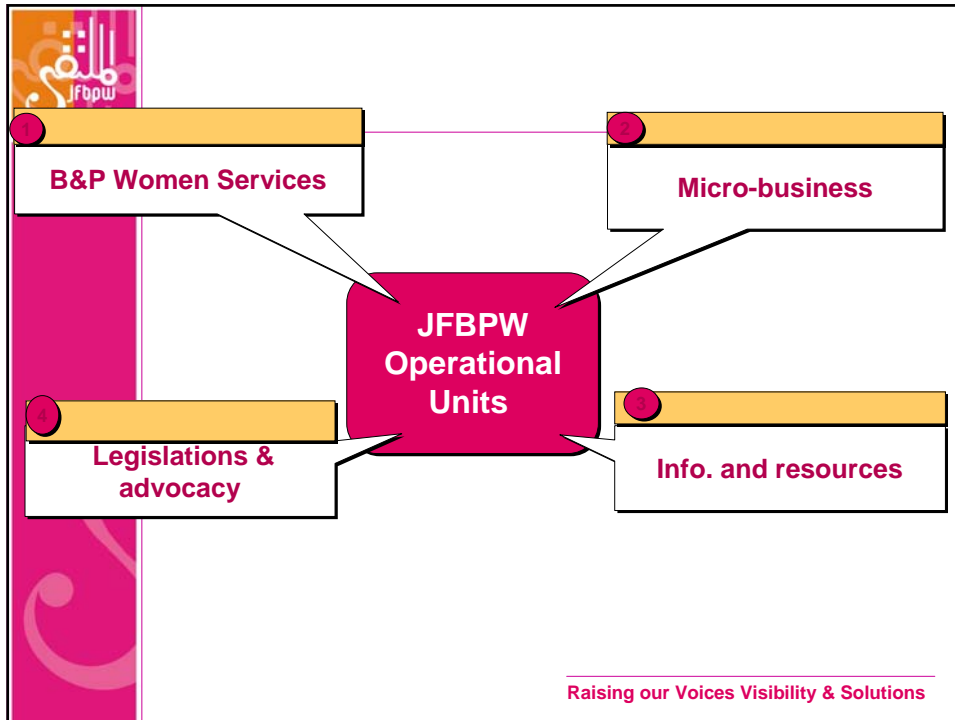 ملتقى
jfbpw
1
B&P Women Services
2
Micro-business
JFBPW
Operational
Units
4
Legislations &
advocacy
3
Info. and resources
Raising our Voices Visibility & Solutions